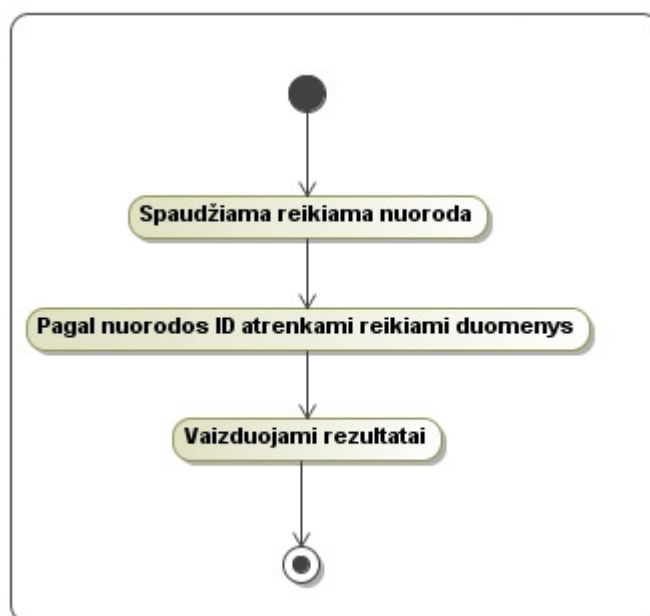 Spaudžiama reikiama nuoroda
Pagal nuorodos ID atrenkami reikiami duomenys
Vaizduojami rezultatai